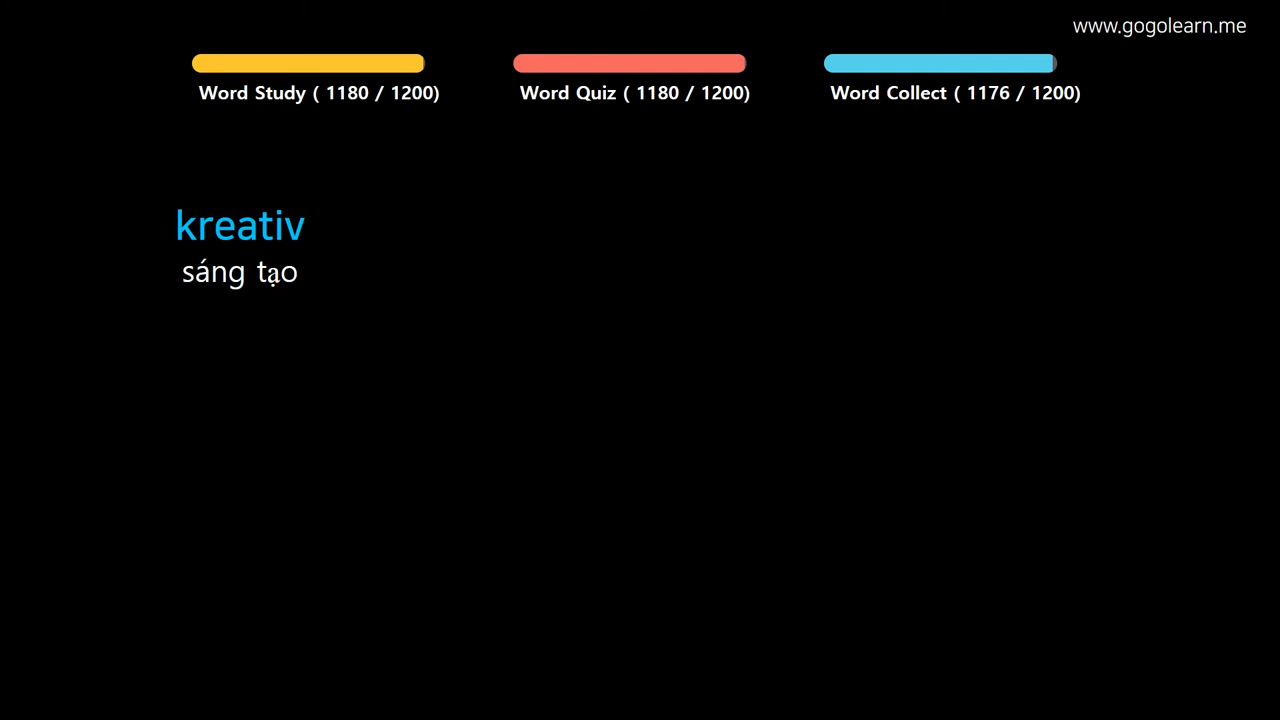 www.gogolearn.me
Word Study ( 1180 / 1200)
Word Quiz ( 1180 / 1200)
Word Collect ( 1176 / 1200)
kreativ
sáng tạo